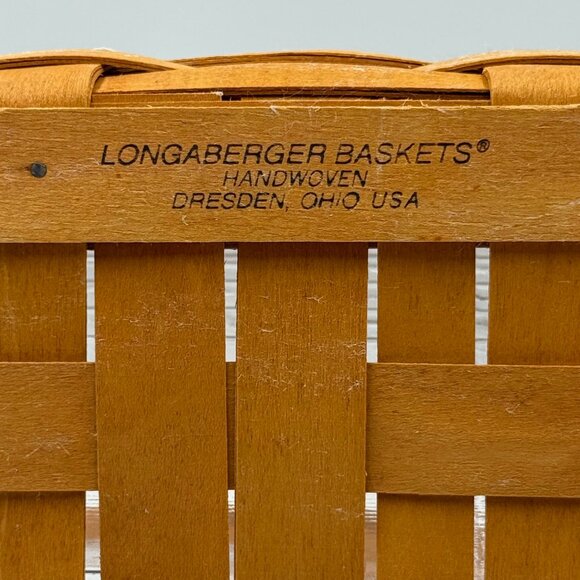 LONGABERGER BASKETS®
HANDWOVEN
DRESDEN, OHIO USA